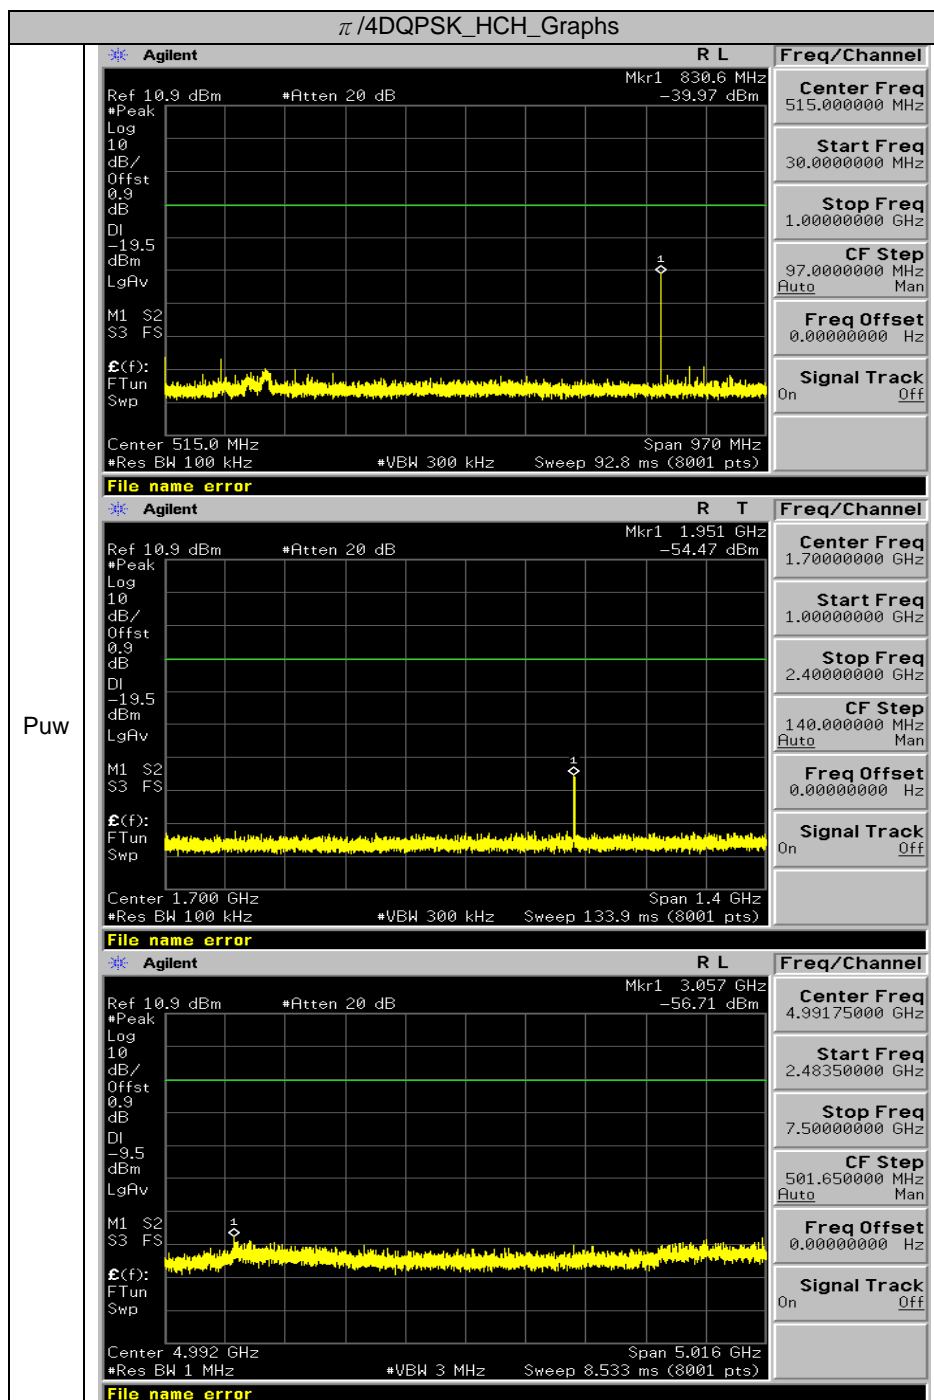 π/4DQPSK_HCH_Graphs
Puw
Agilent R L Freq/Channel
Mkr1 830.6 MHz
Ref 10.9 dBm #Atten 20 dB -39.97 dBm
#Peak
Log
10
dB/
Offst
0.9
dB
DI
-19.5
dBm
LgAv
M1 S2
S3 FS
£(f):
FTun
Swp
1
Center 515.0 MHz Span 970 MHz
#Res BW 100 kHz #VBW 300 kHz Sweep 92.8 ms (8001 pts)
File name error
Center Freq
515.000000 MHz
Start Freq
30.0000000 MHz
Stop Freq
1.00000000 GHz
CF Step
97.0000000 MHz
Auto Man
Freq Offset
0.00000000 Hz
Signal Track
On Off
Agilent R T Freq/Channel
Mkr1 1.951 GHz
Ref 10.9 dBm #Atten 20 dB -54.47 dBm
#Peak
Log
10
dB/
Offst
0.9
dB
DI
-19.5
dBm
LgAv
M1 S2
S3 FS
£(f):
FTun
Swp
1
Center 1.700 GHz Span 1.4 GHz
#Res BW 100 kHz #VBW 300 kHz Sweep 133.9 ms (8001 pts)
File name error
Center Freq
1.70000000 GHz
Start Freq
1.00000000 GHz
Stop Freq
2.40000000 GHz
CF Step
140.000000 MHz
Auto Man
Freq Offset
0.00000000 Hz
Signal Track
On Off
Agilent R L Freq/Channel
Mkr1 3.057 GHz
Ref 10.9 dBm #Atten 20 dB -56.71 dBm
#Peak
Log
10
dB/
Offst
0.9
dB
DI
-9.5
dBm
LgAv
M1 S2
S3 FS
£(f):
FTun
Swp
1
Center 4.992 GHz Span 5.016 GHz
#Res BW 1 MHz #VBW 3 MHz Sweep 8.533 ms (8001 pts)
File name error
Center Freq
4.99175000 GHz
Start Freq
2.48350000 GHz
Stop Freq
7.50000000 GHz
CF Step
501.650000 MHz
Auto Man
Freq Offset
0.00000000 Hz
Signal Track
On Off